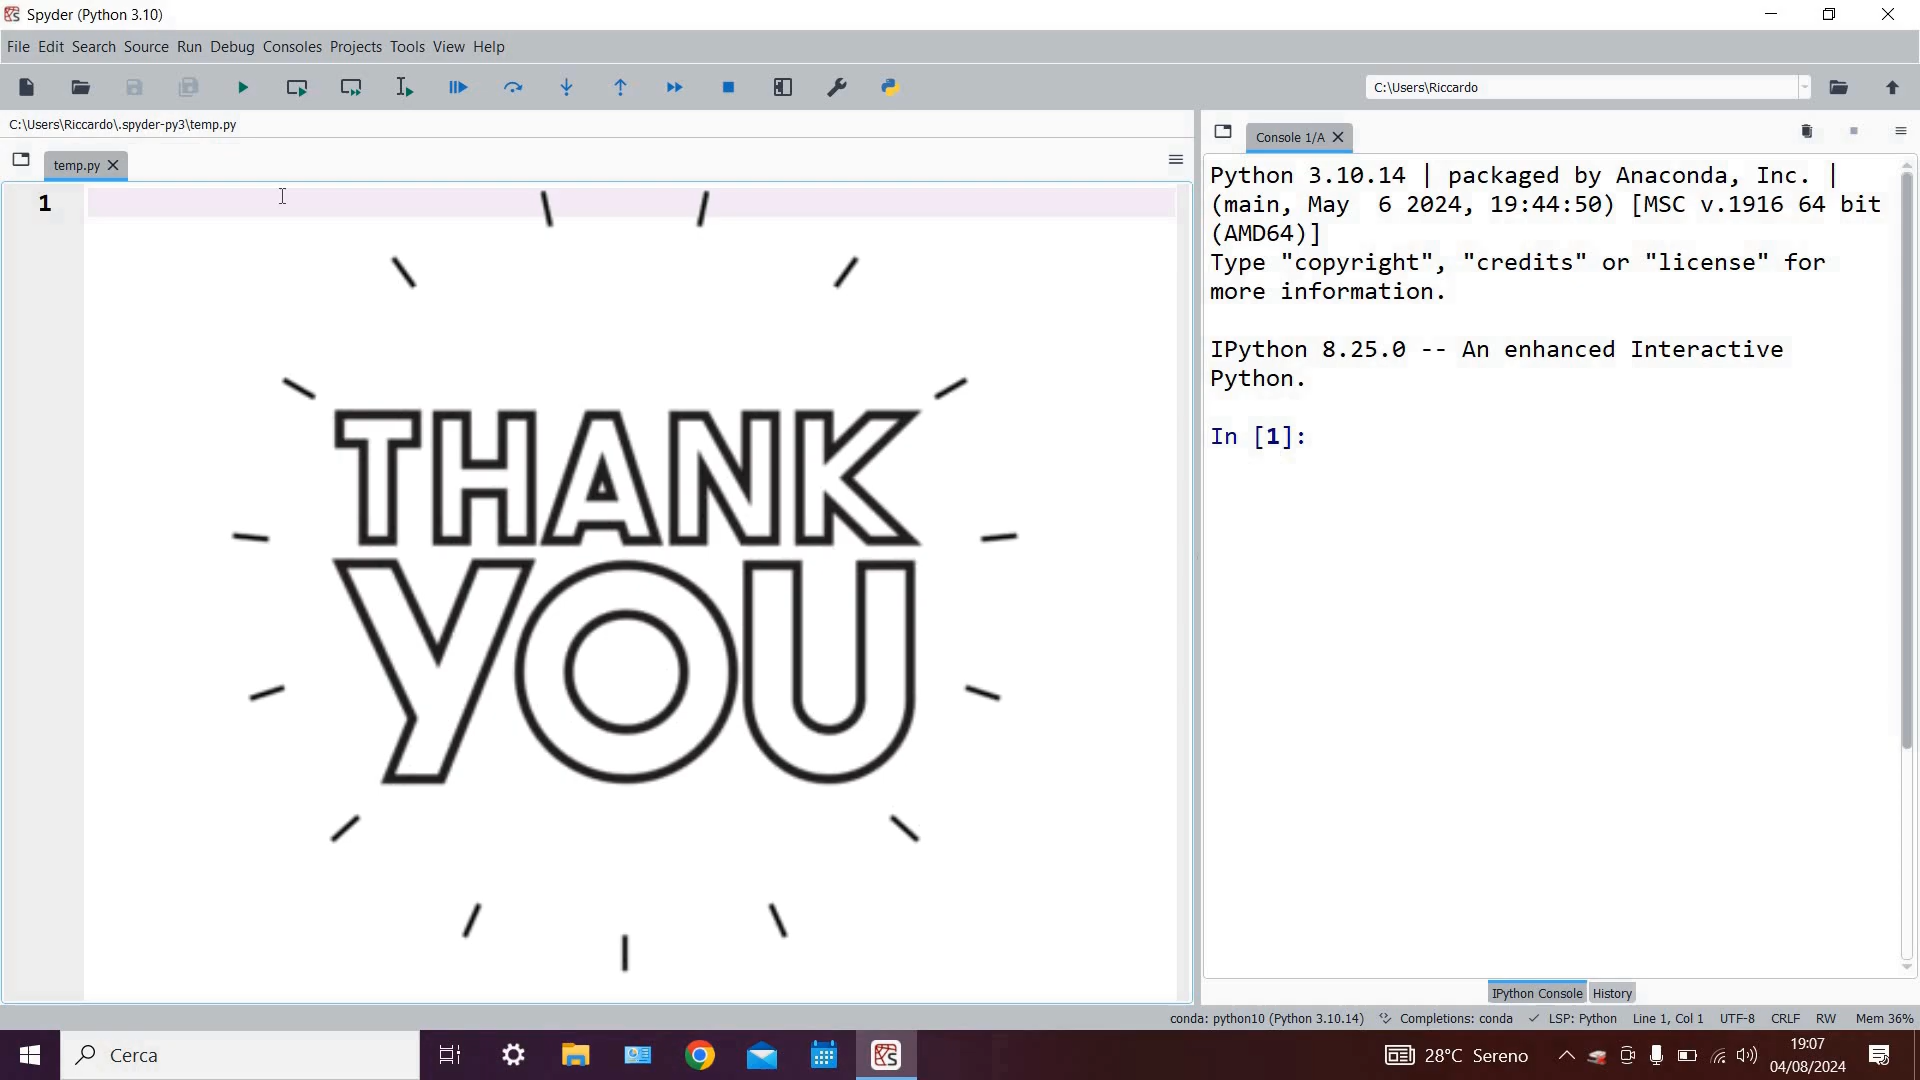 Spyder (Python 3.10)
File Edit Search Source Run Debug Consoles Projects Tools View Help
C:\Users\Riccardo
C:\Users\Riccardo\.spyder-py3\temp.py
temp.py
Console 1/A
1
THANK
YOU
Python 3.10.14 | packaged by Anaconda, Inc. |
(main, May  6 2024, 19:44:50) [MSC v.1916 64 bit
(AMD64)]
Type "copyright", "credits" or "license" for
more information.
IPython 8.25.0 -- An enhanced Interactive
Python.
In [1]:
IPython Console History
conda: python10 (Python 3.10.14) Completions: conda LSP: Python Line 1, Col 1 UTF-8 CRLF RW Mem 36%
Cerca
28°C Sereno
19:07
04/08/2024